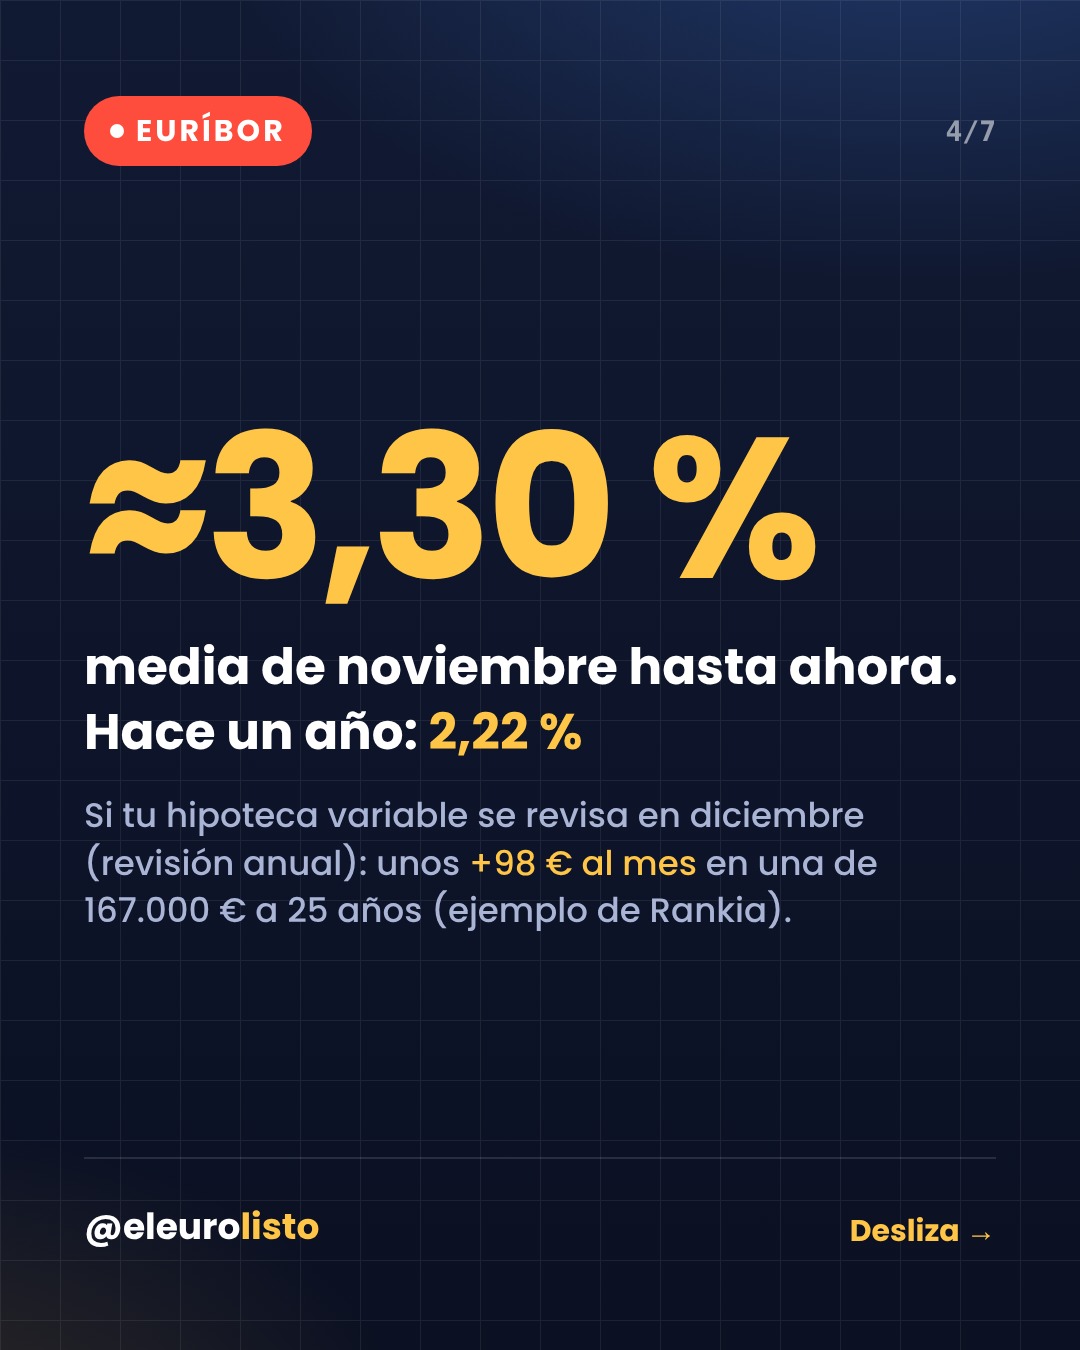 EURÍBOR
4/7
≈3,30 %
media de noviembre hasta ahora.
Hace un año: 2,22 %
Si tu hipoteca variable se revisa en diciembre
(revisión anual): unos +98 € al mes en una de
167.000 € a 25 años (ejemplo de Rankia).
@eleurolisto
Desliza →